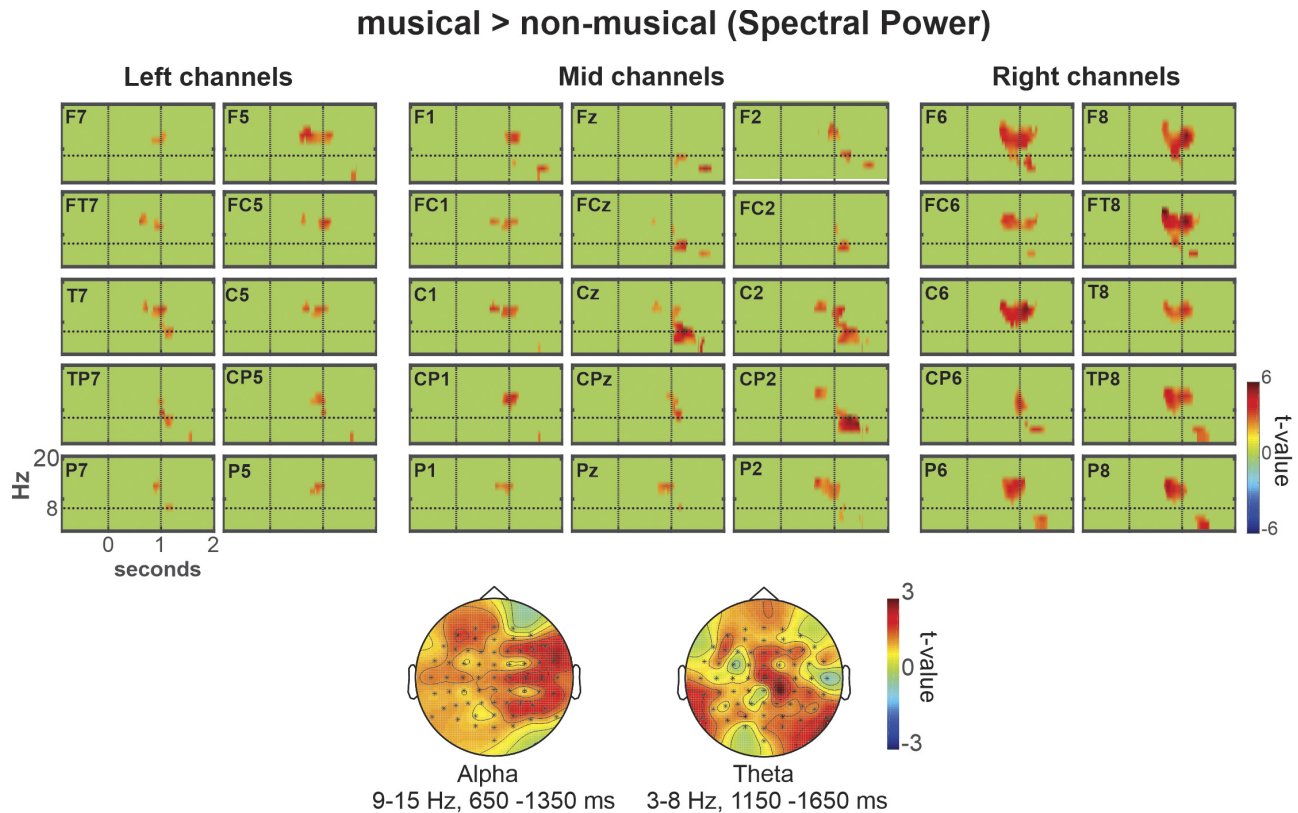 musical > non-musical (Spectral Power)
Left channels Mid channels Right channels
F7 F5 F1 Fz F2 F6 F8
FT7 FC5 FC1 FCz FC2 FC6 FT8
T7 C5 C1 Cz C2 C6 T8
TP7 CP5 CP1 CPz CP2 CP6 TP8
P7 P5 P1 Pz P2 P6 P8
20
Hz
8
0 1 2
seconds
6
0
-6
t-value
3
0
-3
t-value
Alpha Theta
9-15 Hz, 650 -1350 ms 3-8 Hz, 1150 -1650 ms